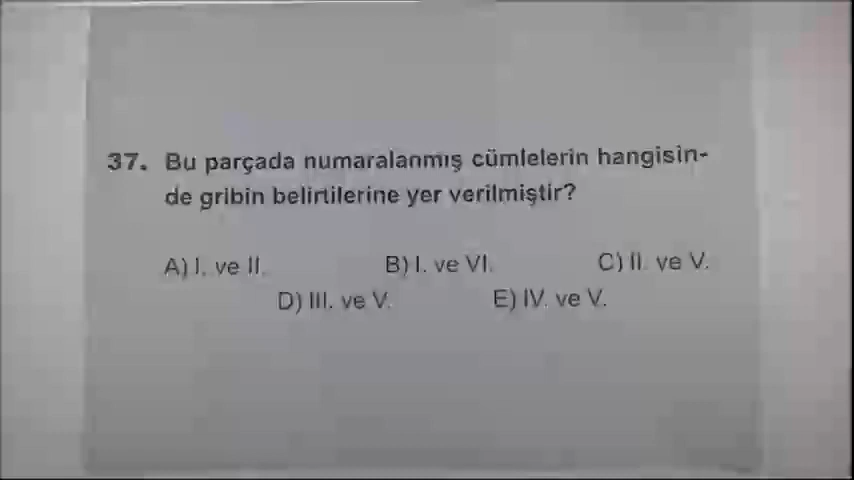 37. Bu parçada numaralanmış cümlelerin hangisin-
de gribin belirtilerine yer verilmiştir?
A) I. ve II.
B) I. ve VI.
C) II. ve V.
D) III. ve V.
E) IV. ve V.